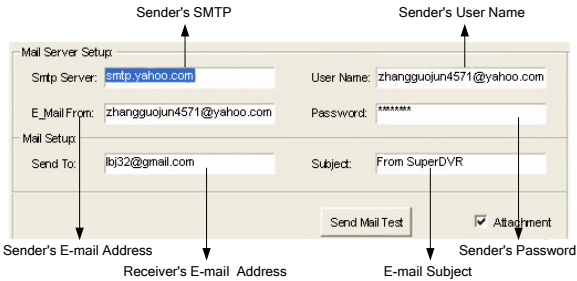 Sender's SMTP Sender's User Name
Mail Server Setup:
Smtp Server: smtp.yahoo.com User Name: zhangguojun4571@yahoo.com
E_Mail From: zhangguojun4571@yahoo.com Password: ********
Mail Setup:
Send To: lbj32@gmail.com Subject: From SuperDVR
Send Mail Test Attachment
Sender's E-mail Address Sender's Password
Receiver's E-mail Address E-mail Subject